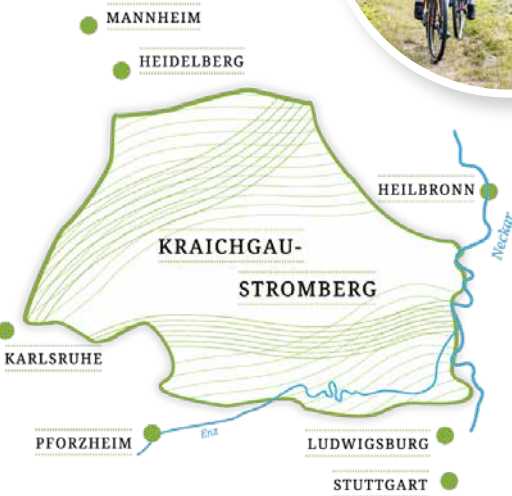 MANNHEIM
HEIDELBERG
HEILBRONN
Neckar
KRAICHGAU-
STROMBERG
KARLSRUHE
PFORZHEIM
Enz
LUDWIGSBURG
STUTTGART